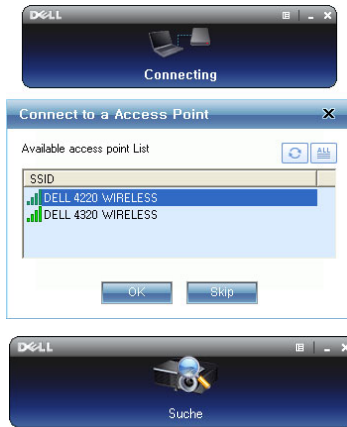 DELL
Connecting
Connect to a Access Point
Available access point List
ALL
SSID
DELL 4220 WIRELESS
DELL 4320 WIRELESS
OK
Skip
DELL
Suche